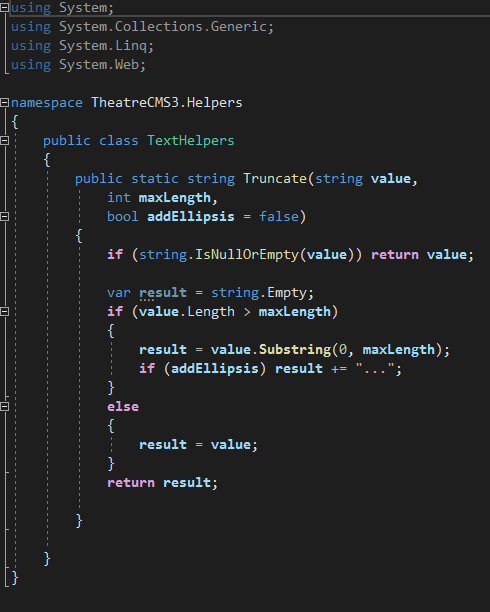 using System;
using System.Collections.Generic;
using System.Linq;
using System.Web;

namespace TheatreCMS3.Helpers
{
    public class TextHelpers
    {
        public static string Truncate(string value,
            int maxLength,
            bool addEllipsis = false)
        {
            if (string.IsNullOrEmpty(value)) return value;

            var result = string.Empty;
            if (value.Length > maxLength)
            {
                result = value.Substring(0, maxLength);
                if (addEllipsis) result += "...";
            }
            else
            {
                result = value;
            }
            return result;

        }

    }
}